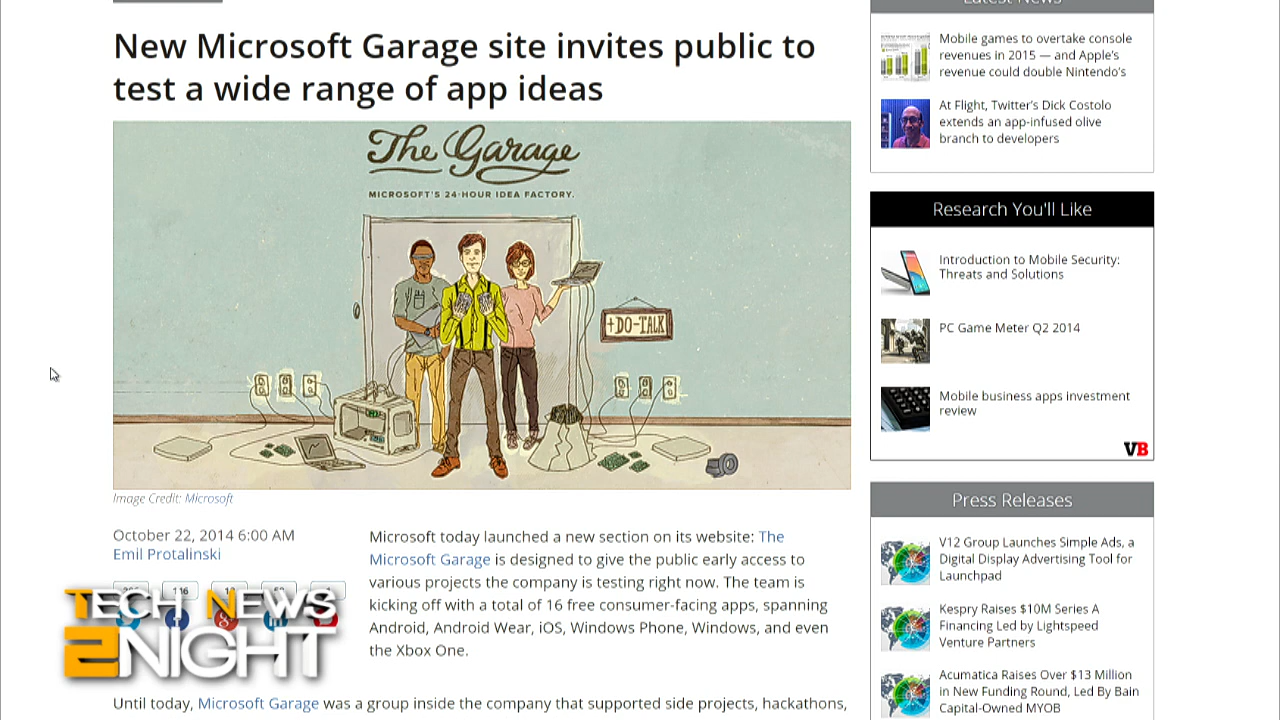 New Microsoft Garage site invites public to
test a wide range of app ideas
The Garage
MICROSOFT'S 24-HOUR IDEA FACTORY.
+DO-TALK
Image Credit: Microsoft
October 22, 2014 6:00 AM
Emil Protalinski
Microsoft today launched a new section on its website: The
Microsoft Garage is designed to give the public early access to
various projects the company is testing right now. The team is
kicking off with a total of 16 free consumer-facing apps, spanning
Android, Android Wear, iOS, Windows Phone, Windows, and even
the Xbox One.
Until today, Microsoft Garage was a group inside the company that supported side projects, hackathons,
TECH NEWS
2NIGHT
Latest News
Mobile games to overtake console
revenues in 2015 — and Apple's
revenue could double Nintendo's
At Flight, Twitter's Dick Costolo
extends an app-infused olive
branch to developers
Research You'll Like
Introduction to Mobile Security:
Threats and Solutions
PC Game Meter Q2 2014
Mobile business apps investment
review
VB
Press Releases
V12 Group Launches Simple Ads, a
Digital Display Advertising Tool for
Launchpad
Kespry Raises $10M Series A
Financing Led by Lightspeed
Venture Partners
Acumatica Raises Over $13 Million
in New Funding Round, Led By Bain
Capital-Owned MYOB